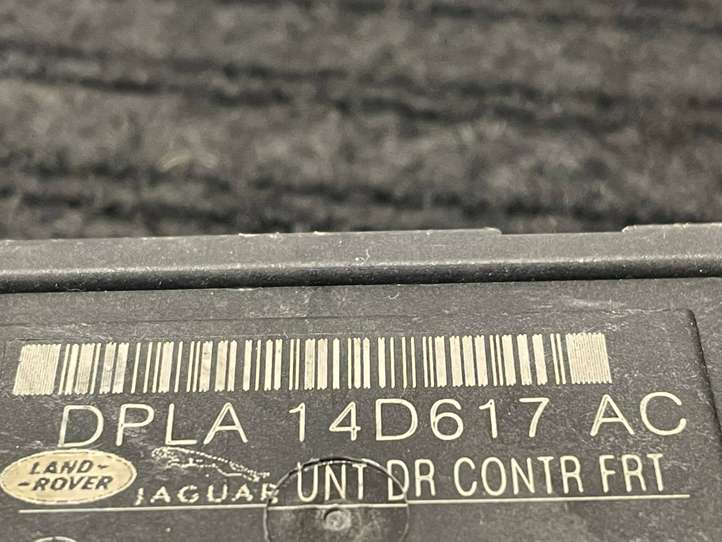 DPLA 14D617 AC
LAND-
-ROVER
JAGUAR UNT DR CONTR FRT